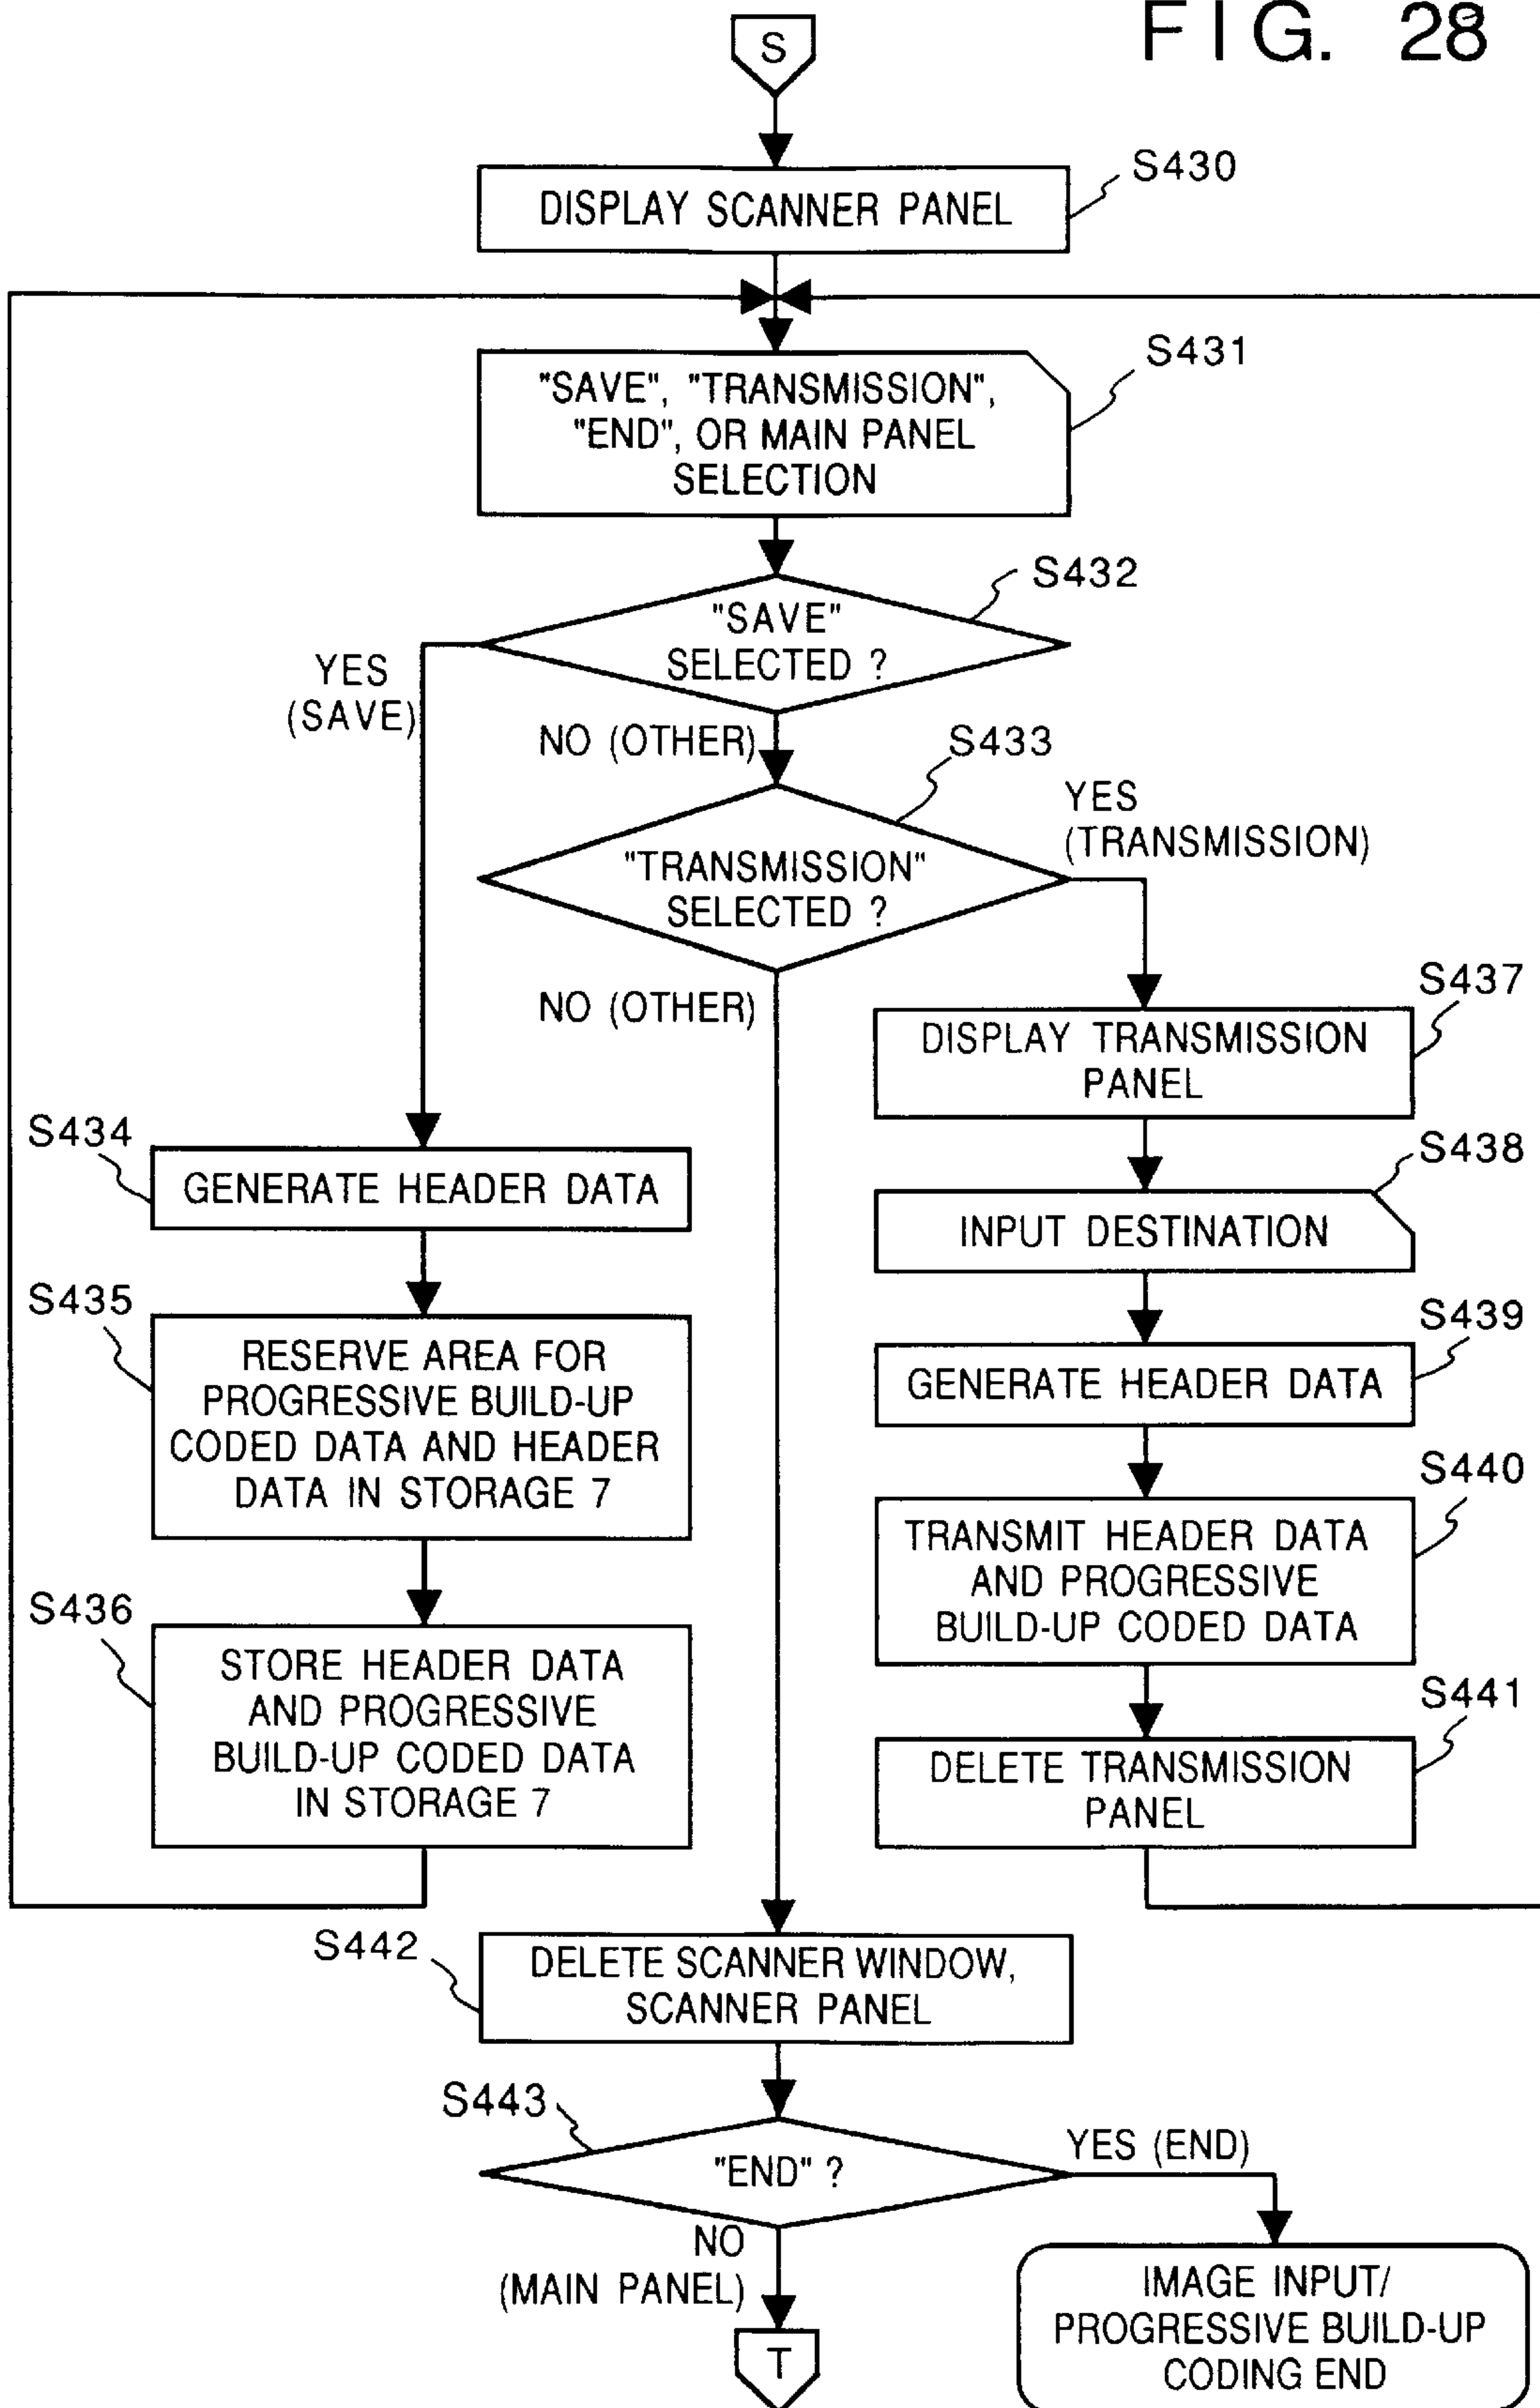 FIG. 28
S
S430
DISPLAY SCANNER PANEL
S431
"SAVE", "TRANSMISSION",
"END", OR MAIN PANEL
SELECTION
S432
"SAVE"
SELECTED ?
YES
(SAVE)
NO (OTHER)
S433
YES
(TRANSMISSION)
"TRANSMISSION"
SELECTED ?
NO (OTHER)
S434
GENERATE HEADER DATA
S435
RESERVE AREA FOR
PROGRESSIVE BUILD-UP
CODED DATA AND HEADER
DATA IN STORAGE 7
S436
STORE HEADER DATA
AND PROGRESSIVE
BUILD-UP CODED DATA
IN STORAGE 7
S437
DISPLAY TRANSMISSION
PANEL
S438
INPUT DESTINATION
S439
GENERATE HEADER DATA
S440
TRANSMIT HEADER DATA
AND PROGRESSIVE
BUILD-UP CODED DATA
S441
DELETE TRANSMISSION
PANEL
S442
DELETE SCANNER WINDOW,
SCANNER PANEL
S443
"END" ?
YES (END)
NO
(MAIN PANEL)
T
IMAGE INPUT/
PROGRESSIVE BUILD-UP
CODING END